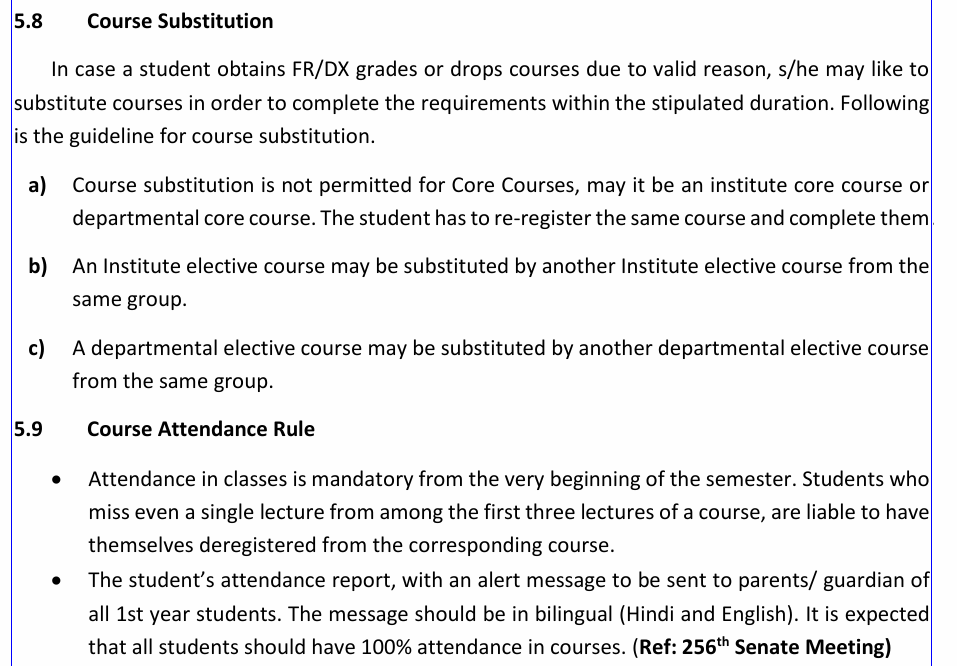 5.8 Course Substitution
In case a student obtains FR/DX grades or drops courses due to valid reason, s/he may like to
substitute courses in order to complete the requirements within the stipulated duration. Following
is the guideline for course substitution.
a) Course substitution is not permitted for Core Courses, may it be an institute core course or
departmental core course. The student has to re-register the same course and complete them.
b) An Institute elective course may be substituted by another Institute elective course from the
same group.
c) A departmental elective course may be substituted by another departmental elective course
from the same group.
5.9 Course Attendance Rule
• Attendance in classes is mandatory from the very beginning of the semester. Students who
miss even a single lecture from among the first three lectures of a course, are liable to have
themselves deregistered from the corresponding course.
• The student’s attendance report, with an alert message to be sent to parents/ guardian of
all 1st year students. The message should be in bilingual (Hindi and English). It is expected
that all students should have 100% attendance in courses. (Ref: 256th Senate Meeting)